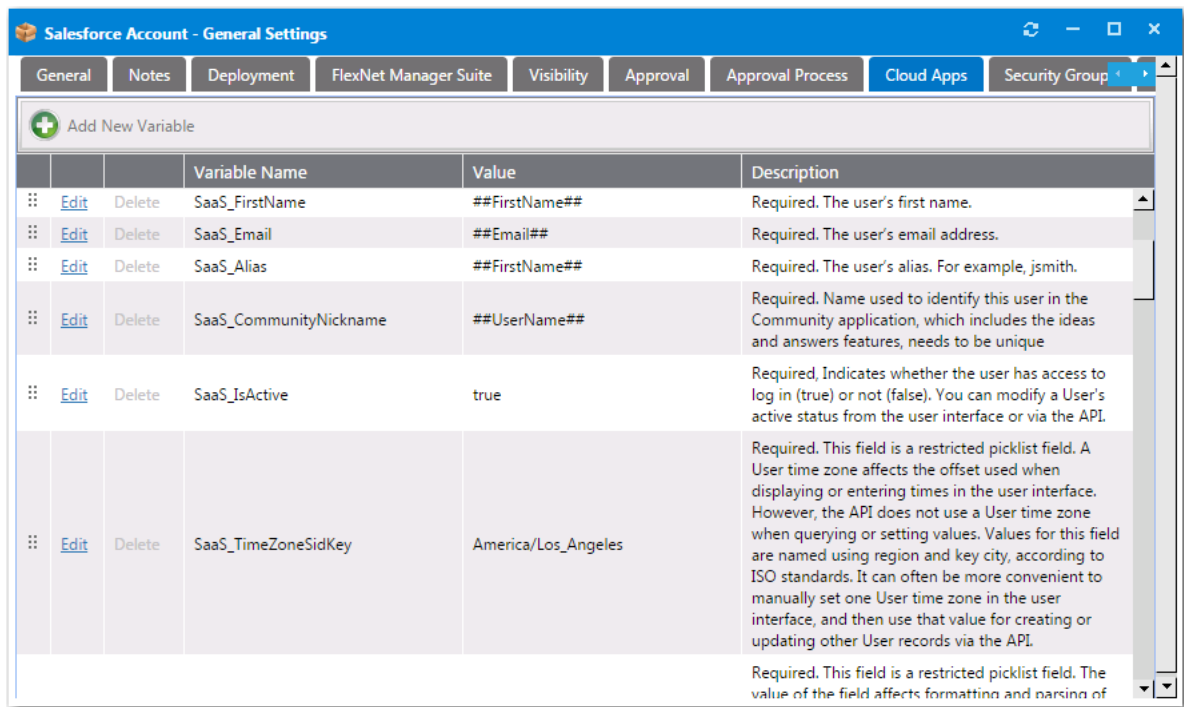 Salesforce Account - General Settings
General Notes Deployment FlexNet Manager Suite Visibility Approval Approval Process Cloud Apps Security Group
Add New Variable
Variable Name Value Description
Edit Delete SaaS_FirstName ##FirstName## Required. The user's first name.
Edit Delete SaaS_Email ##Email## Required. The user's email address.
Edit Delete SaaS_Alias ##FirstName## Required. The user's alias. For example, jsmith.
Edit Delete SaaS_CommunityNickname ##UserName## Required. Name used to identify this user in the
Community application, which includes the ideas
and answers features, needs to be unique
Edit Delete SaaS_IsActive true Required, Indicates whether the user has access to
log in (true) or not (false). You can modify a User's
active status from the user interface or via the API.
Edit Delete SaaS_TimeZoneSidKey America/Los_Angeles Required. This field is a restricted picklist field. A
User time zone affects the offset used when
displaying or entering times in the user interface.
However, the API does not use a User time zone
when querying or setting values. Values for this field
are named using region and key city, according to
ISO standards. It can often be more convenient to
manually set one User time zone in the user
interface, and then use that value for creating or
updating other User records via the API.
Required. This field is a restricted picklist field. The
value of the field affects formatting and parsing of